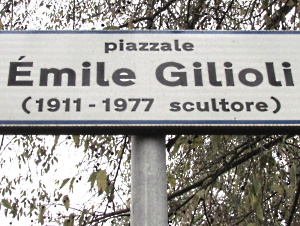 piazzale
Émile Gilioli
(1911-1977 scultore)